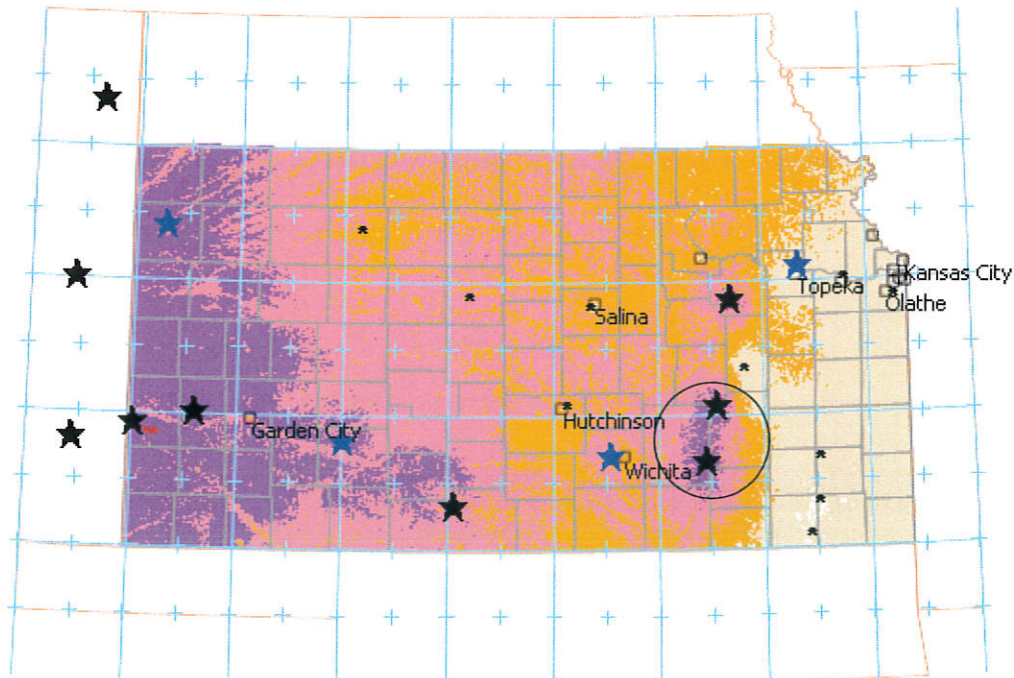 Kansas City
Topeka
Olathe
Salina
Hutchinson
Garden City
Wichita